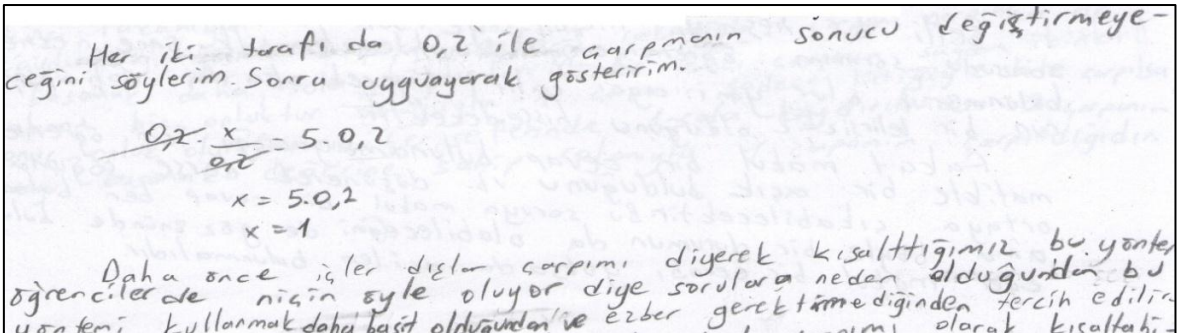 Her iki tarafı da 0,2 ile çarpmanın sonucu değiştirmeye-
ceğini söylerim. Sonra uygulayarak gösteririm.
0,2 x/0,2 = 5.0,2
x = 5.0,2
x = 1
Daha önce içler dışlar çarpımı diyerek kısalttığımız bu yöntem
öğrencilerde niçin öyle oluyor diye sorulara neden olduğundan bu
yöntemi kullanmak daha basit olduğundan ve ezber gerektirmediğinden tercih edilir.
olarak kısaltabi-